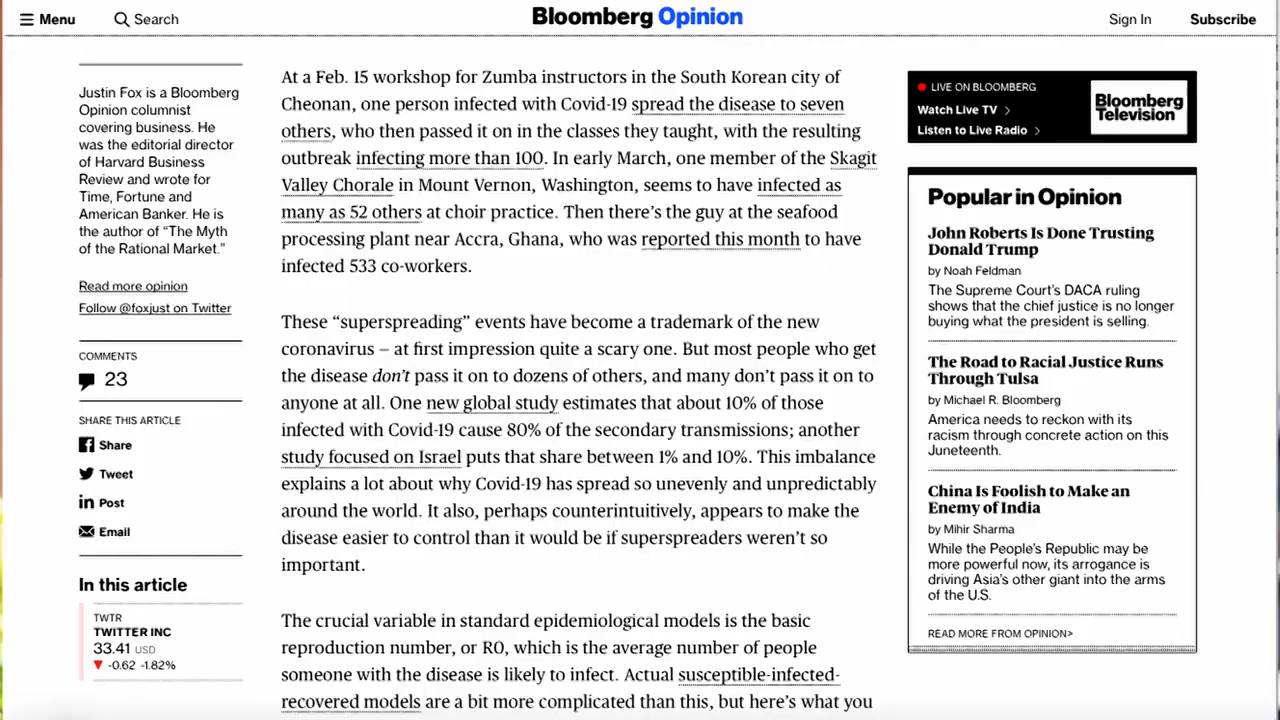 Menu
Search
Bloomberg Opinion
Sign In
Subscribe
Justin Fox is a Bloomberg
Opinion columnist
covering business. He
was the editorial director
of Harvard Business
Review and wrote for
Time, Fortune and
American Banker. He is
the author of “The Myth
of the Rational Market.”
Read more opinion
Follow @foxjust on Twitter
COMMENTS
23
SHARE THIS ARTICLE
Share
Tweet
Post
Email
In this article
TWTR
TWITTER INC
33.41 USD
▼ -0.62 -1.82%
At a Feb. 15 workshop for Zumba instructors in the South Korean city of
Cheonan, one person infected with Covid-19 spread the disease to seven
others, who then passed it on in the classes they taught, with the resulting
outbreak infecting more than 100. In early March, one member of the Skagit
Valley Chorale in Mount Vernon, Washington, seems to have infected as
many as 52 others at choir practice. Then there’s the guy at the seafood
processing plant near Accra, Ghana, who was reported this month to have
infected 533 co-workers.
These “superspreading” events have become a trademark of the new
coronavirus – at first impression quite a scary one. But most people who get
the disease don’t pass it on to dozens of others, and many don’t pass it on to
anyone at all. One new global study estimates that about 10% of those
infected with Covid-19 cause 80% of the secondary transmissions; another
study focused on Israel puts that share between 1% and 10%. This imbalance
explains a lot about why Covid-19 has spread so unevenly and unpredictably
around the world. It also, perhaps counterintuitively, appears to make the
disease easier to control than it would be if superspreaders weren’t so
important.
The crucial variable in standard epidemiological models is the basic
reproduction number, or R0, which is the average number of people
someone with the disease is likely to infect. Actual susceptible-infected-
recovered models are a bit more complicated than this, but here’s what you
LIVE ON BLOOMBERG
Watch Live TV >
Listen to Live Radio >
Bloomberg
Television
Popular in Opinion
John Roberts Is Done Trusting
Donald Trump
by Noah Feldman
The Supreme Court’s DACA ruling
shows that the chief justice is no longer
buying what the president is selling.
The Road to Racial Justice Runs
Through Tulsa
by Michael R. Bloomberg
America needs to reckon with its
racism through concrete action on this
Juneteenth.
China Is Foolish to Make an
Enemy of India
by Mihir Sharma
While the People’s Republic may be
more powerful now, its arrogance is
driving Asia’s other giant into the arms
of the U.S.
READ MORE FROM OPINION>